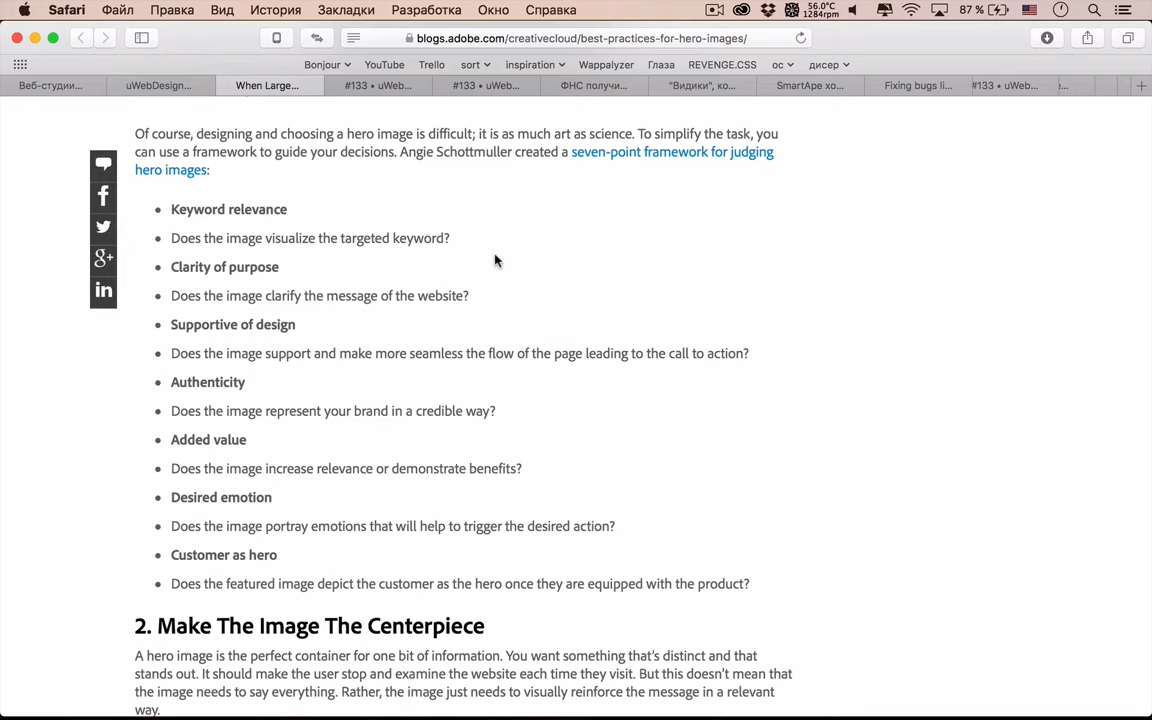 Safari Файл Правка Вид История Закладки Разработка Окно Справка 56.0°C 1284rpm 87 %
blogs.adobe.com/creativecloud/best-practices-for-hero-images/
Bonjour YouTube Trello sort inspiration Wappalyzer Глаза REVENGE.CSS ос дисер
Веб-студии... uWebDesign... When Large... #133 • uWeb... #133 • uWeb... ФНС получи... "Видики", ко... SmartApe хо... Fixing bugs li... #133 • uWeb... е...
Of course, designing and choosing a hero image is difficult; it is as much art as science. To simplify the task, you
can use a framework to guide your decisions. Angie Schottmuller created a seven-point framework for judging
hero images:
• Keyword relevance
• Does the image visualize the targeted keyword?
• Clarity of purpose
• Does the image clarify the message of the website?
• Supportive of design
• Does the image support and make more seamless the flow of the page leading to the call to action?
• Authenticity
• Does the image represent your brand in a credible way?
• Added value
• Does the image increase relevance or demonstrate benefits?
• Desired emotion
• Does the image portray emotions that will help to trigger the desired action?
• Customer as hero
• Does the featured image depict the customer as the hero once they are equipped with the product?
2. Make The Image The Centerpiece
A hero image is the perfect container for one bit of information. You want something that's distinct and that
stands out. It should make the user stop and examine the website each time they visit. But this doesn't mean that
the image needs to say everything. Rather, the image just needs to visually reinforce the message in a relevant
way.